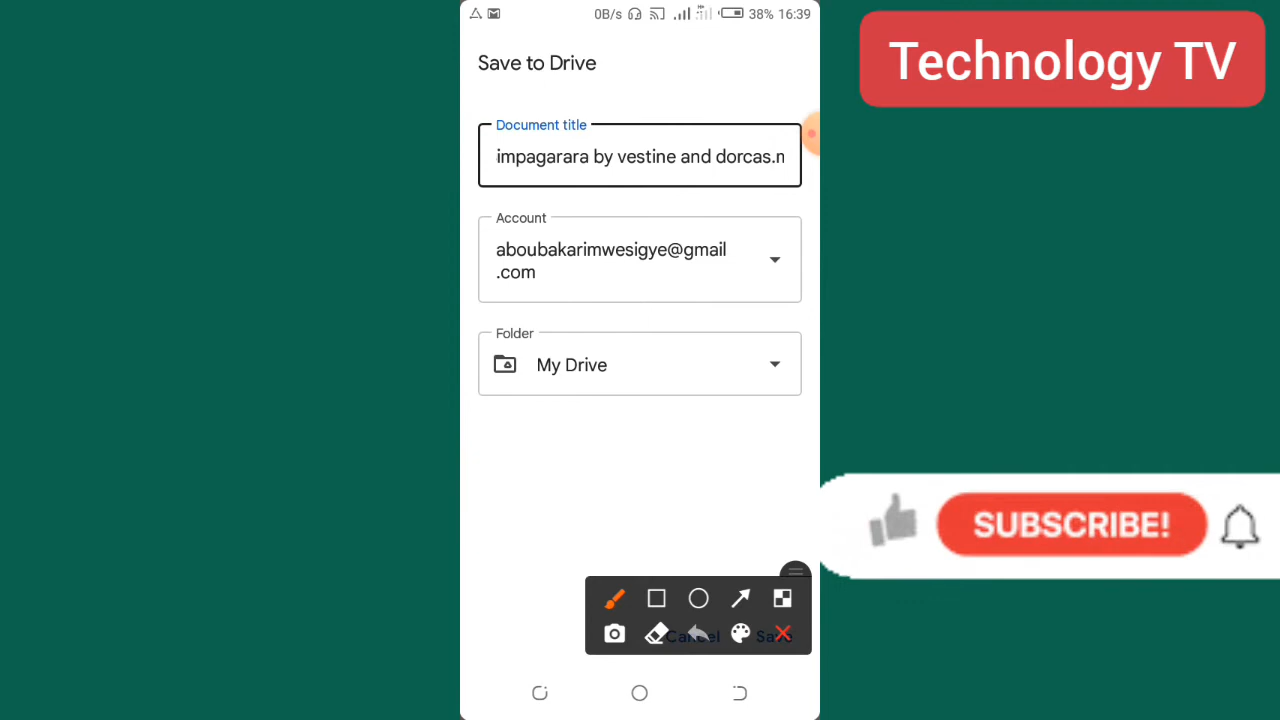 0B/s 38% 16:39
Technology TV
Save to Drive
Document title
impagarara by vestine and dorcas.n
Account
aboubakarimwesigye@gmail
.com
Folder
My Drive
SUBSCRIBE!
Cancel Save